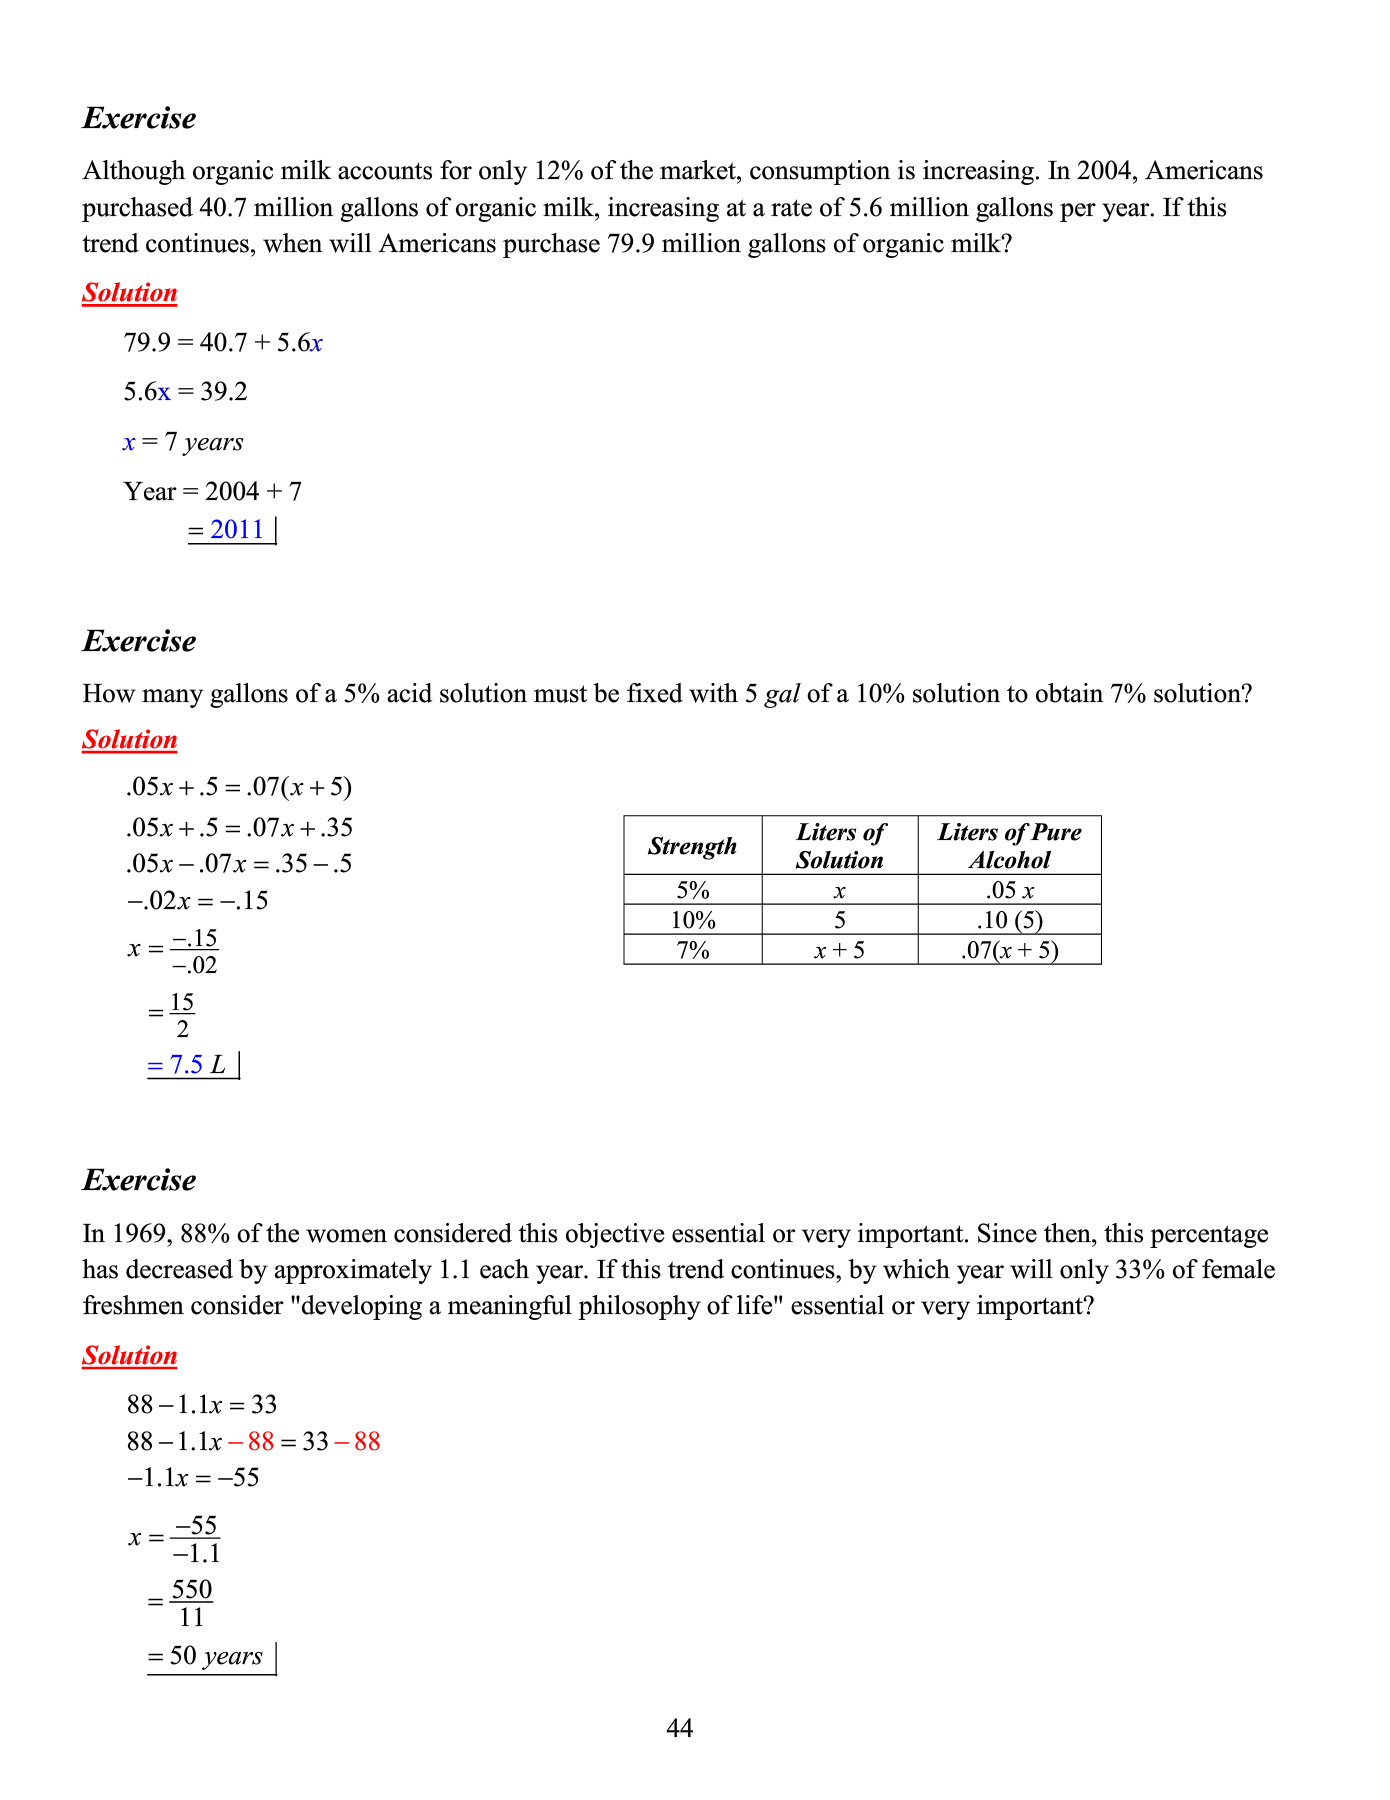 Exercise
Although organic milk accounts for only 12% of the market, consumption is increasing. In 2004, Americans
purchased 40.7 million gallons of organic milk, increasing at a rate of 5.6 million gallons per year. If this
trend continues, when will Americans purchase 79.9 million gallons of organic milk?
Solution
79.9 = 40.7 + 5.6x
5.6x = 39.2
x = 7 years
Year = 2004 + 7
= 2011
Exercise
How many gallons of a 5% acid solution must be fixed with 5 gal of a 10% solution to obtain 7% solution?
Solution
.05x + .5 = .07(x + 5)
.05x + .5 = .07x + .35
.05x − .07x = .35 − .5
−.02x = −.15
x = −.15 / −.02
= 15 / 2
= 7.5 L
Strength | Liters of Solution | Liters of Pure Alcohol
5% | x | .05 x
10% | 5 | .10 (5)
7% | x + 5 | .07(x + 5)
Exercise
In 1969, 88% of the women considered this objective essential or very important. Since then, this percentage
has decreased by approximately 1.1 each year. If this trend continues, by which year will only 33% of female
freshmen consider "developing a meaningful philosophy of life" essential or very important?
Solution
88 − 1.1x = 33
88 − 1.1x − 88 = 33 − 88
−1.1x = −55
x = −55 / −1.1
= 550 / 11
= 50 years
44